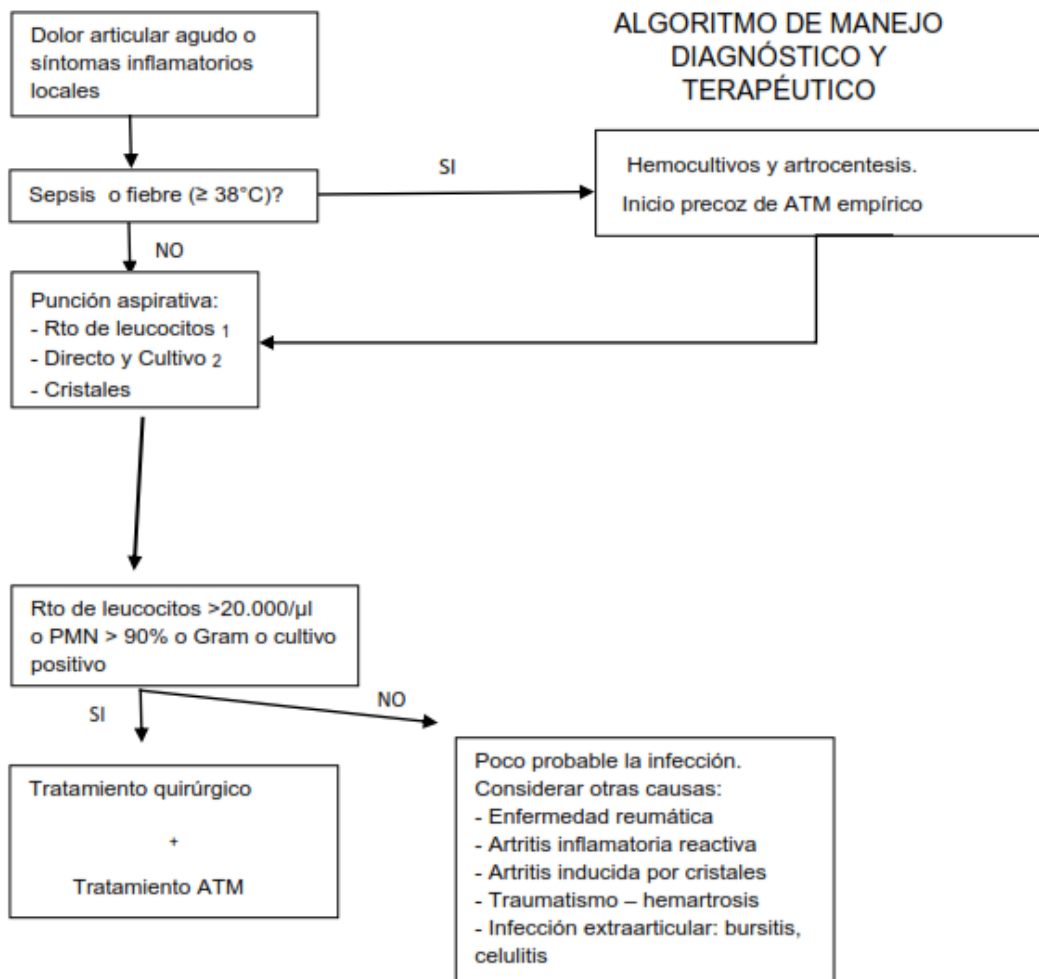 ALGORITMO DE MANEJO
DIAGNÓSTICO Y
TERAPÉUTICO
Dolor articular agudo o
síntomas inflamatorios
locales
Sepsis o fiebre (≥ 38°C)?
SI
Hemocultivos y artrocentesis.
Inicio precoz de ATM empírico
NO
Punción aspirativa:
- Rto de leucocitos 1
- Directo y Cultivo 2
- Cristales
Rto de leucocitos >20.000/µl
o PMN > 90% o Gram o cultivo
positivo
SI
NO
Tratamiento quirúrgico
+
Tratamiento ATM
Poco probable la infección.
Considerar otras causas:
- Enfermedad reumática
- Artritis inflamatoria reactiva
- Artritis inducida por cristales
- Traumatismo – hemartrosis
- Infección extraarticular: bursitis,
celulitis